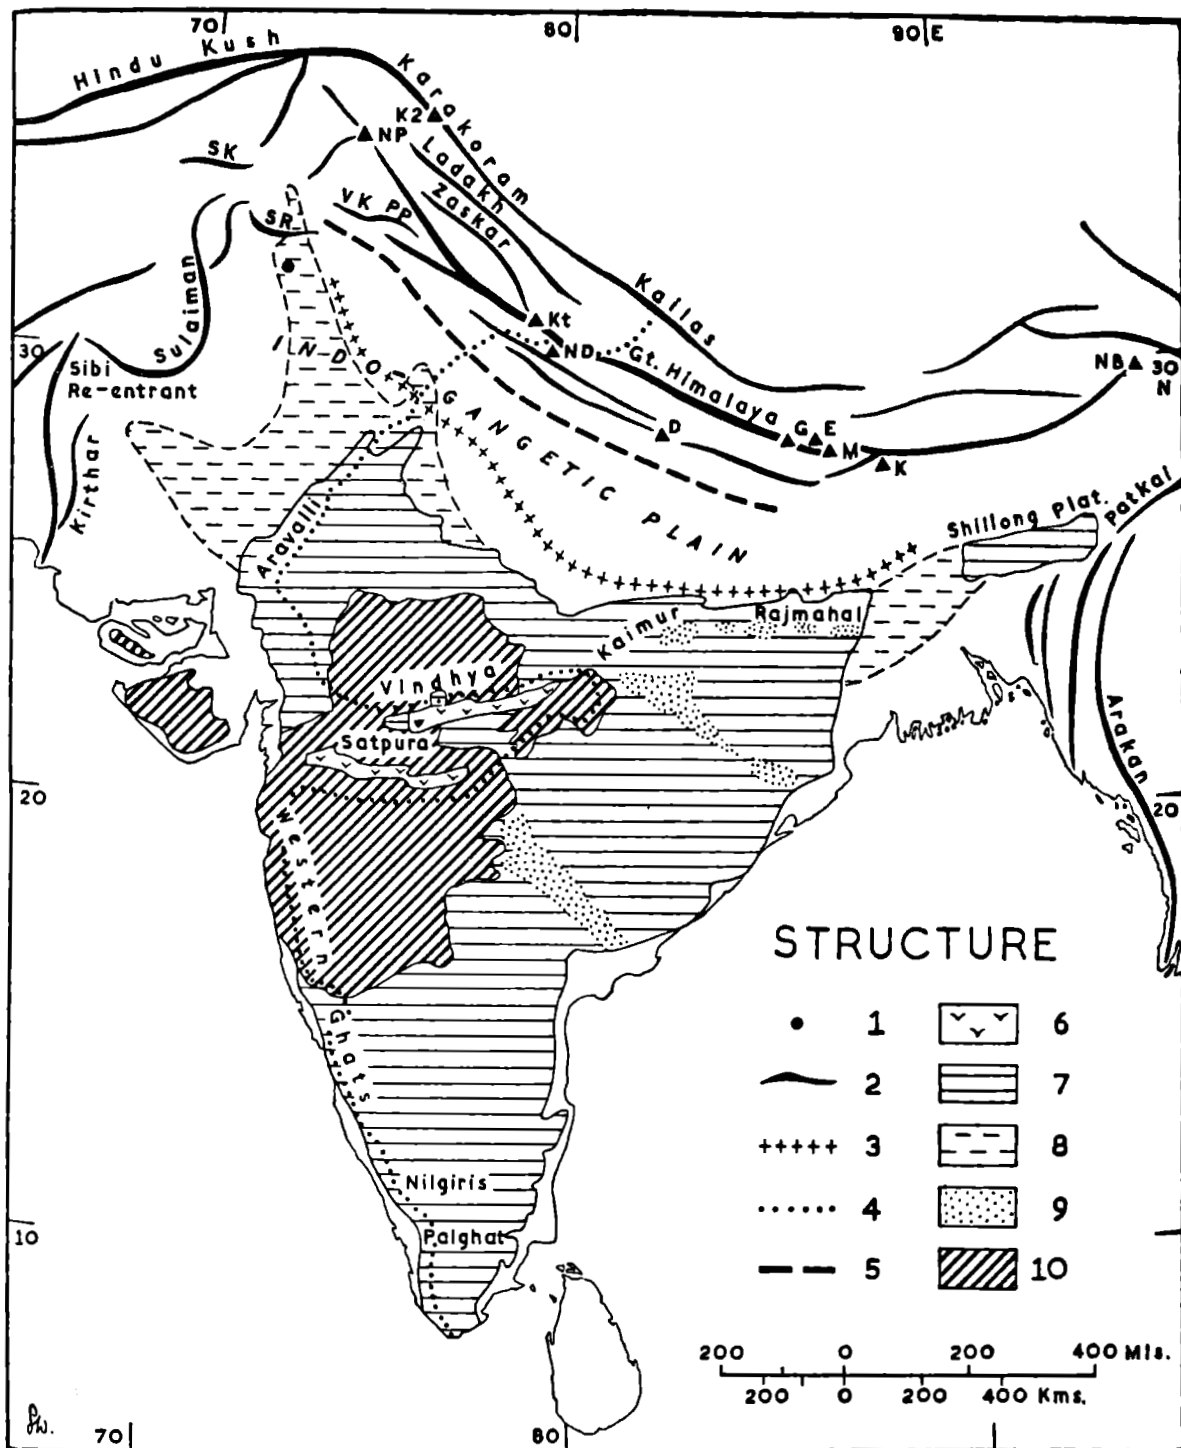 70 80 90 E
Hindu Kush
Karakoram
K2
NP
Ladakh
Zaskar
SK
VK PP
SR
Sulaiman
Kailas
Kt
ND
Gt. Himalaya
30
NB 30
N
Sibi
Re-entrant
INDO GANGETIC PLAIN
D
G E
M
K
Kirthar
Aravalli
Shillong Plat.
Patkai
Rajmahal
Kaimur
Vindhya
Satpura
Arakan
20
20
Western Ghats
STRUCTURE
1 6
2 7
3 8
4 9
5 10
Nilgiris
Palghat
10
200 0 200 400 Mls.
200 0 200 400 Kms.
70 80